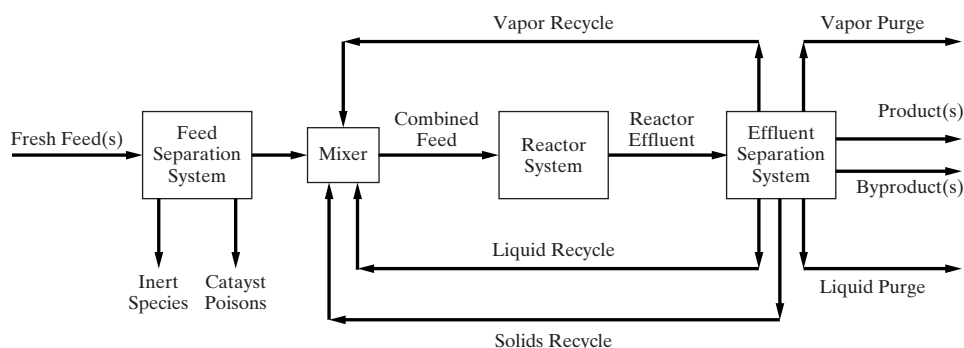 Vapor Recycle
Vapor Purge
Fresh Feed(s)
Feed
Separation
System
Mixer
Combined
Feed
Reactor
System
Reactor
Effluent
Effluent
Separation
System
Product(s)
Byproduct(s)
Inert
Species
Catayst
Poisons
Liquid Recycle
Liquid Purge
Solids Recycle